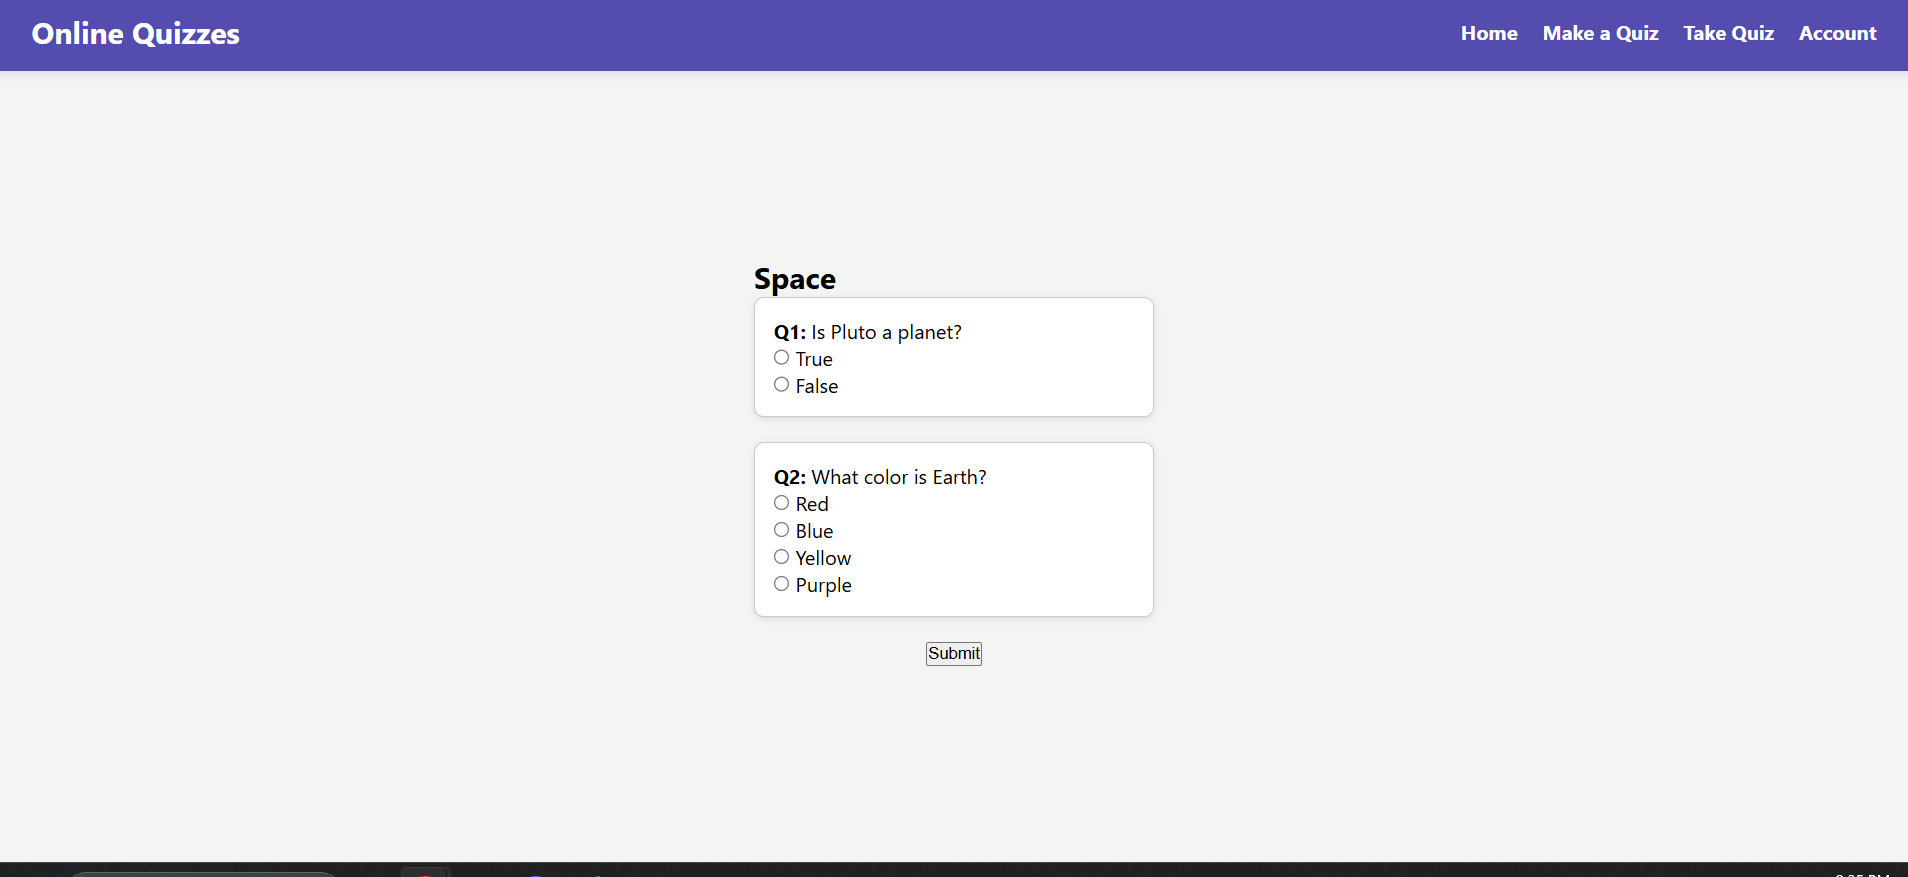 Online Quizzes
Home Make a Quiz Take Quiz Account
Space
Q1: Is Pluto a planet?
True
False
Q2: What color is Earth?
Red
Blue
Yellow
Purple
Submit